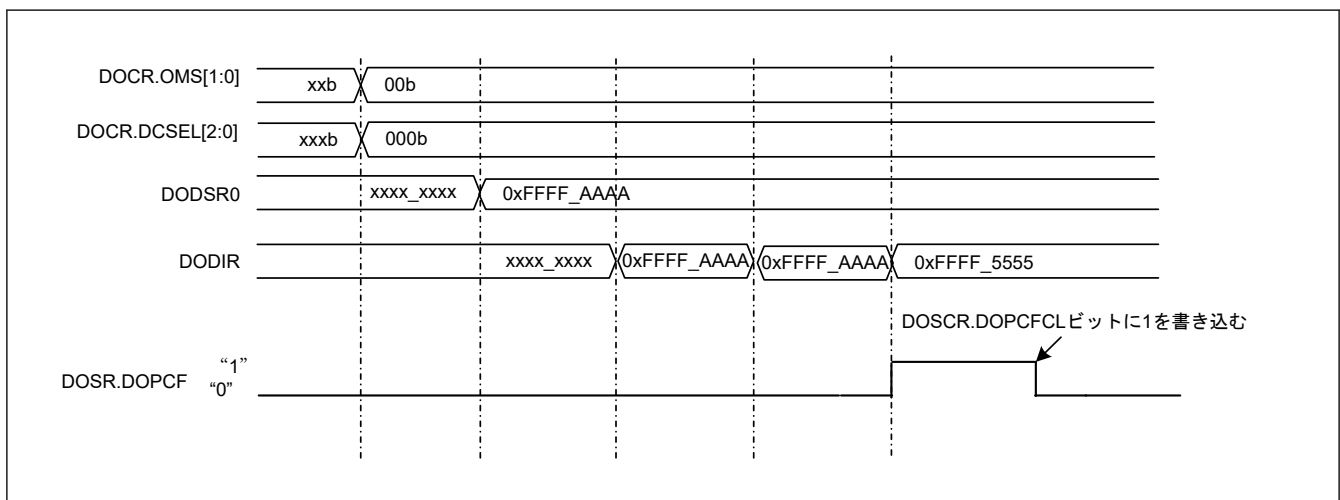 DOCR.OMS[1:0] xxb 00b
DOCR.DCSEL[2:0] xxxb 000b
DODSR0 xxxx_xxxx 0xFFFF_AAAA
DODIR xxxx_xxxx 0xFFFF_AAAA 0xFFFF_AAAA 0xFFFF_5555
DOSCR.DOPCFCLビットに1を書き込む
DOSR.DOPCF “1”
“0”